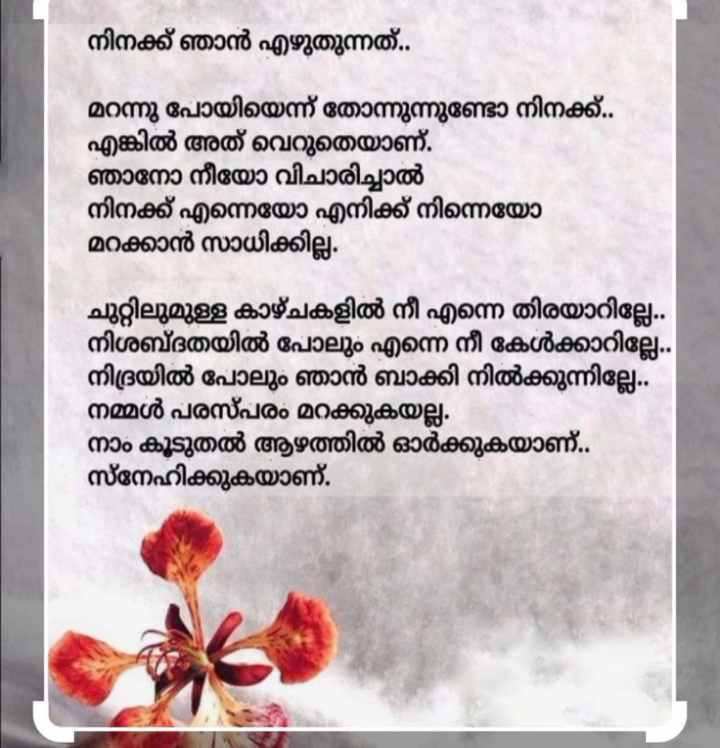 നിനക്ക് ഞാൻ എഴുതുന്നത്..
മറന്നു പോയിയെന്ന് തോന്നുന്നുണ്ടോ നിനക്ക്..
എങ്കിൽ അത് വെറുതെയാണ്.
ഞാനോ നീയോ വിചാരിച്ചാൽ
നിനക്ക് എന്നെയോ എനിക്ക് നിന്നെയോ
മറക്കാൻ സാധിക്കില്ല.
ചുറ്റിലുമുള്ള കാഴ്ചകളിൽ നീ എന്നെ തിരയാറില്ലേ..
നിശബ്ദതയിൽ പോലും എന്നെ നീ കേൾക്കാറില്ലേ..
നിദ്രയിൽ പോലും ഞാൻ ബാക്കി നിൽക്കുന്നില്ലേ..
നമ്മൾ പരസ്പരം മറക്കുകയല്ല.
നാം കൂടുതൽ ആഴത്തിൽ ഓർക്കുകയാണ്..
സ്നേഹിക്കുകയാണ്.